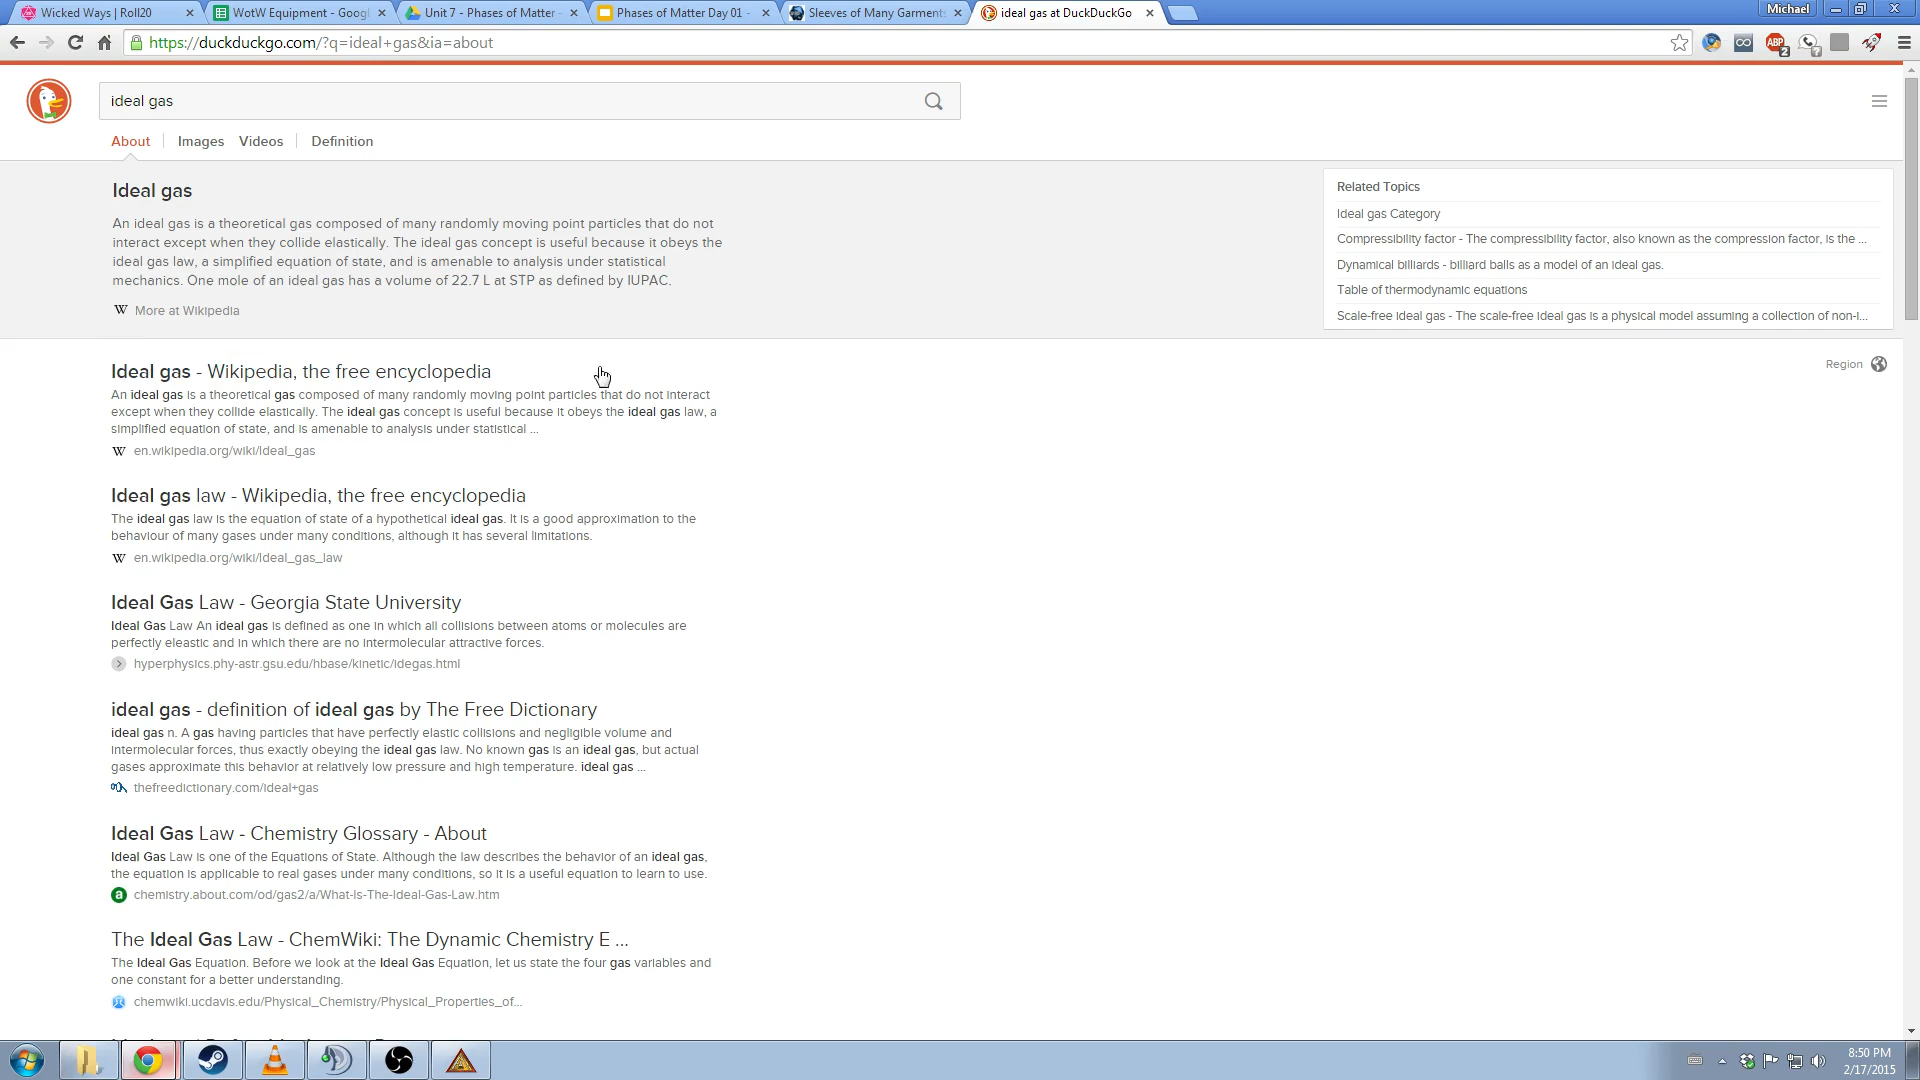 Wicked Ways | Roll20
WotW Equipment - Googl
Unit 7 - Phases of Matter -
Phases of Matter Day 01 -
Sleeves of Many Garments
ideal gas at DuckDuckGo
Michael
https://duckduckgo.com/?q=ideal+gas&ia=about
ABP
2
?
ideal gas
About
Images
Videos
Definition
Ideal gas
An ideal gas is a theoretical gas composed of many randomly moving point particles that do not
interact except when they collide elastically. The ideal gas concept is useful because it obeys the
ideal gas law, a simplified equation of state, and is amenable to analysis under statistical
mechanics. One mole of an ideal gas has a volume of 22.7 L at STP as defined by IUPAC.
W More at Wikipedia
Related Topics
Ideal gas Category
Compressibility factor - The compressibility factor, also known as the compression factor, is the ...
Dynamical billiards - billiard balls as a model of an ideal gas.
Table of thermodynamic equations
Scale-free ideal gas - The scale-free ideal gas is a physical model assuming a collection of non-i...
Region
Ideal gas - Wikipedia, the free encyclopedia
An ideal gas is a theoretical gas composed of many randomly moving point particles that do not interact
except when they collide elastically. The ideal gas concept is useful because it obeys the ideal gas law, a
simplified equation of state, and is amenable to analysis under statistical ...
W en.wikipedia.org/wiki/Ideal_gas
Ideal gas law - Wikipedia, the free encyclopedia
The ideal gas law is the equation of state of a hypothetical ideal gas. It is a good approximation to the
behaviour of many gases under many conditions, although it has several limitations.
W en.wikipedia.org/wiki/Ideal_gas_law
Ideal Gas Law - Georgia State University
Ideal Gas Law An ideal gas is defined as one in which all collisions between atoms or molecules are
perfectly eleastic and in which there are no intermolecular attractive forces.
hyperphysics.phy-astr.gsu.edu/hbase/kinetic/idegas.html
ideal gas - definition of ideal gas by The Free Dictionary
ideal gas n. A gas having particles that have perfectly elastic collisions and negligible volume and
intermolecular forces, thus exactly obeying the ideal gas law. No known gas is an ideal gas, but actual
gases approximate this behavior at relatively low pressure and high temperature. ideal gas ...
thefreedictionary.com/ideal+gas
Ideal Gas Law - Chemistry Glossary - About
Ideal Gas Law is one of the Equations of State. Although the law describes the behavior of an ideal gas,
the equation is applicable to real gases under many conditions, so it is a useful equation to learn to use.
a chemistry.about.com/od/gas2/a/What-Is-The-Ideal-Gas-Law.htm
The Ideal Gas Law - ChemWiki: The Dynamic Chemistry E ...
The Ideal Gas Equation. Before we look at the Ideal Gas Equation, let us state the four gas variables and
one constant for a better understanding.
chemwiki.ucdavis.edu/Physical_Chemistry/Physical_Properties_of...
8:50 PM
2/17/2015